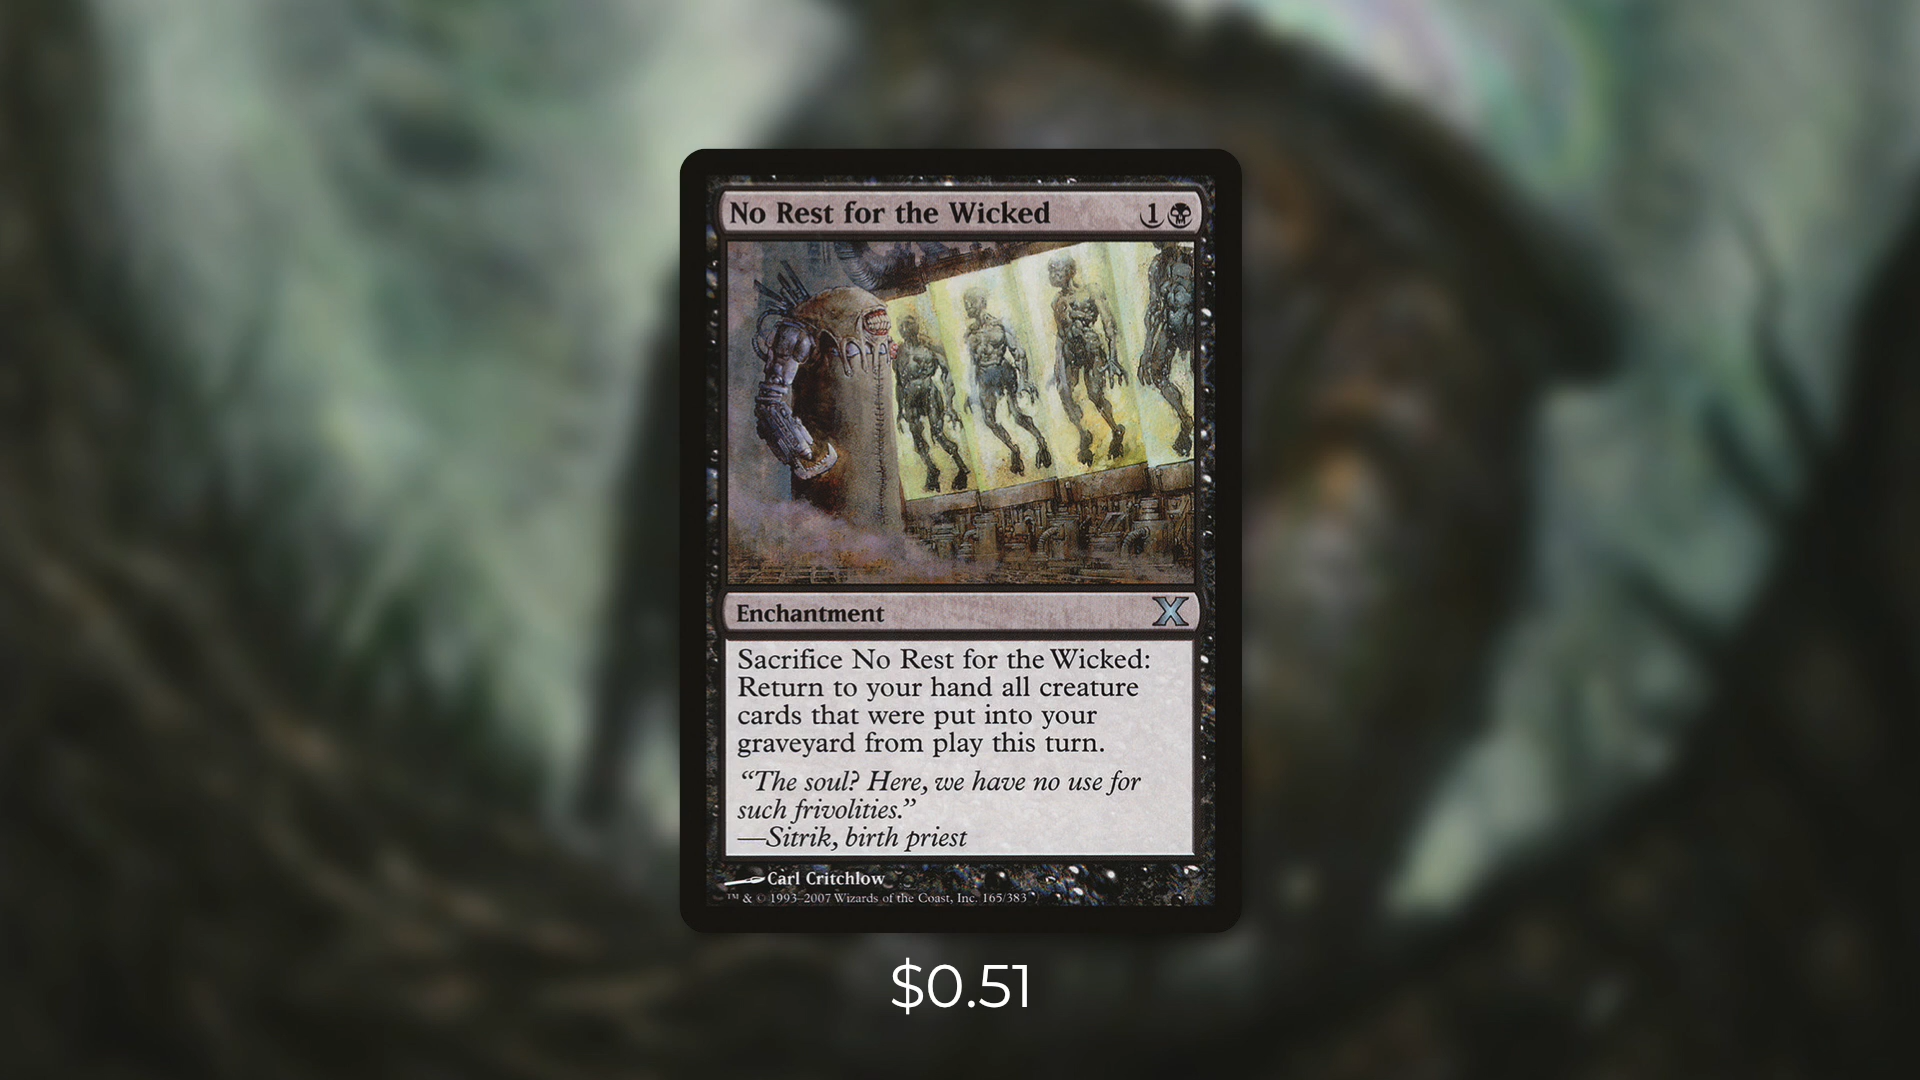 No Rest for the Wicked 1
Enchantment X
Sacrifice No Rest for the Wicked:
Return to your hand all creature
cards that were put into your
graveyard from play this turn.
“The soul? Here, we have no use for
such frivolities.”
—Sitrik, birth priest
Carl Critchlow
™ & © 1993–2007 Wizards of the Coast, Inc. 165/383
$0.51